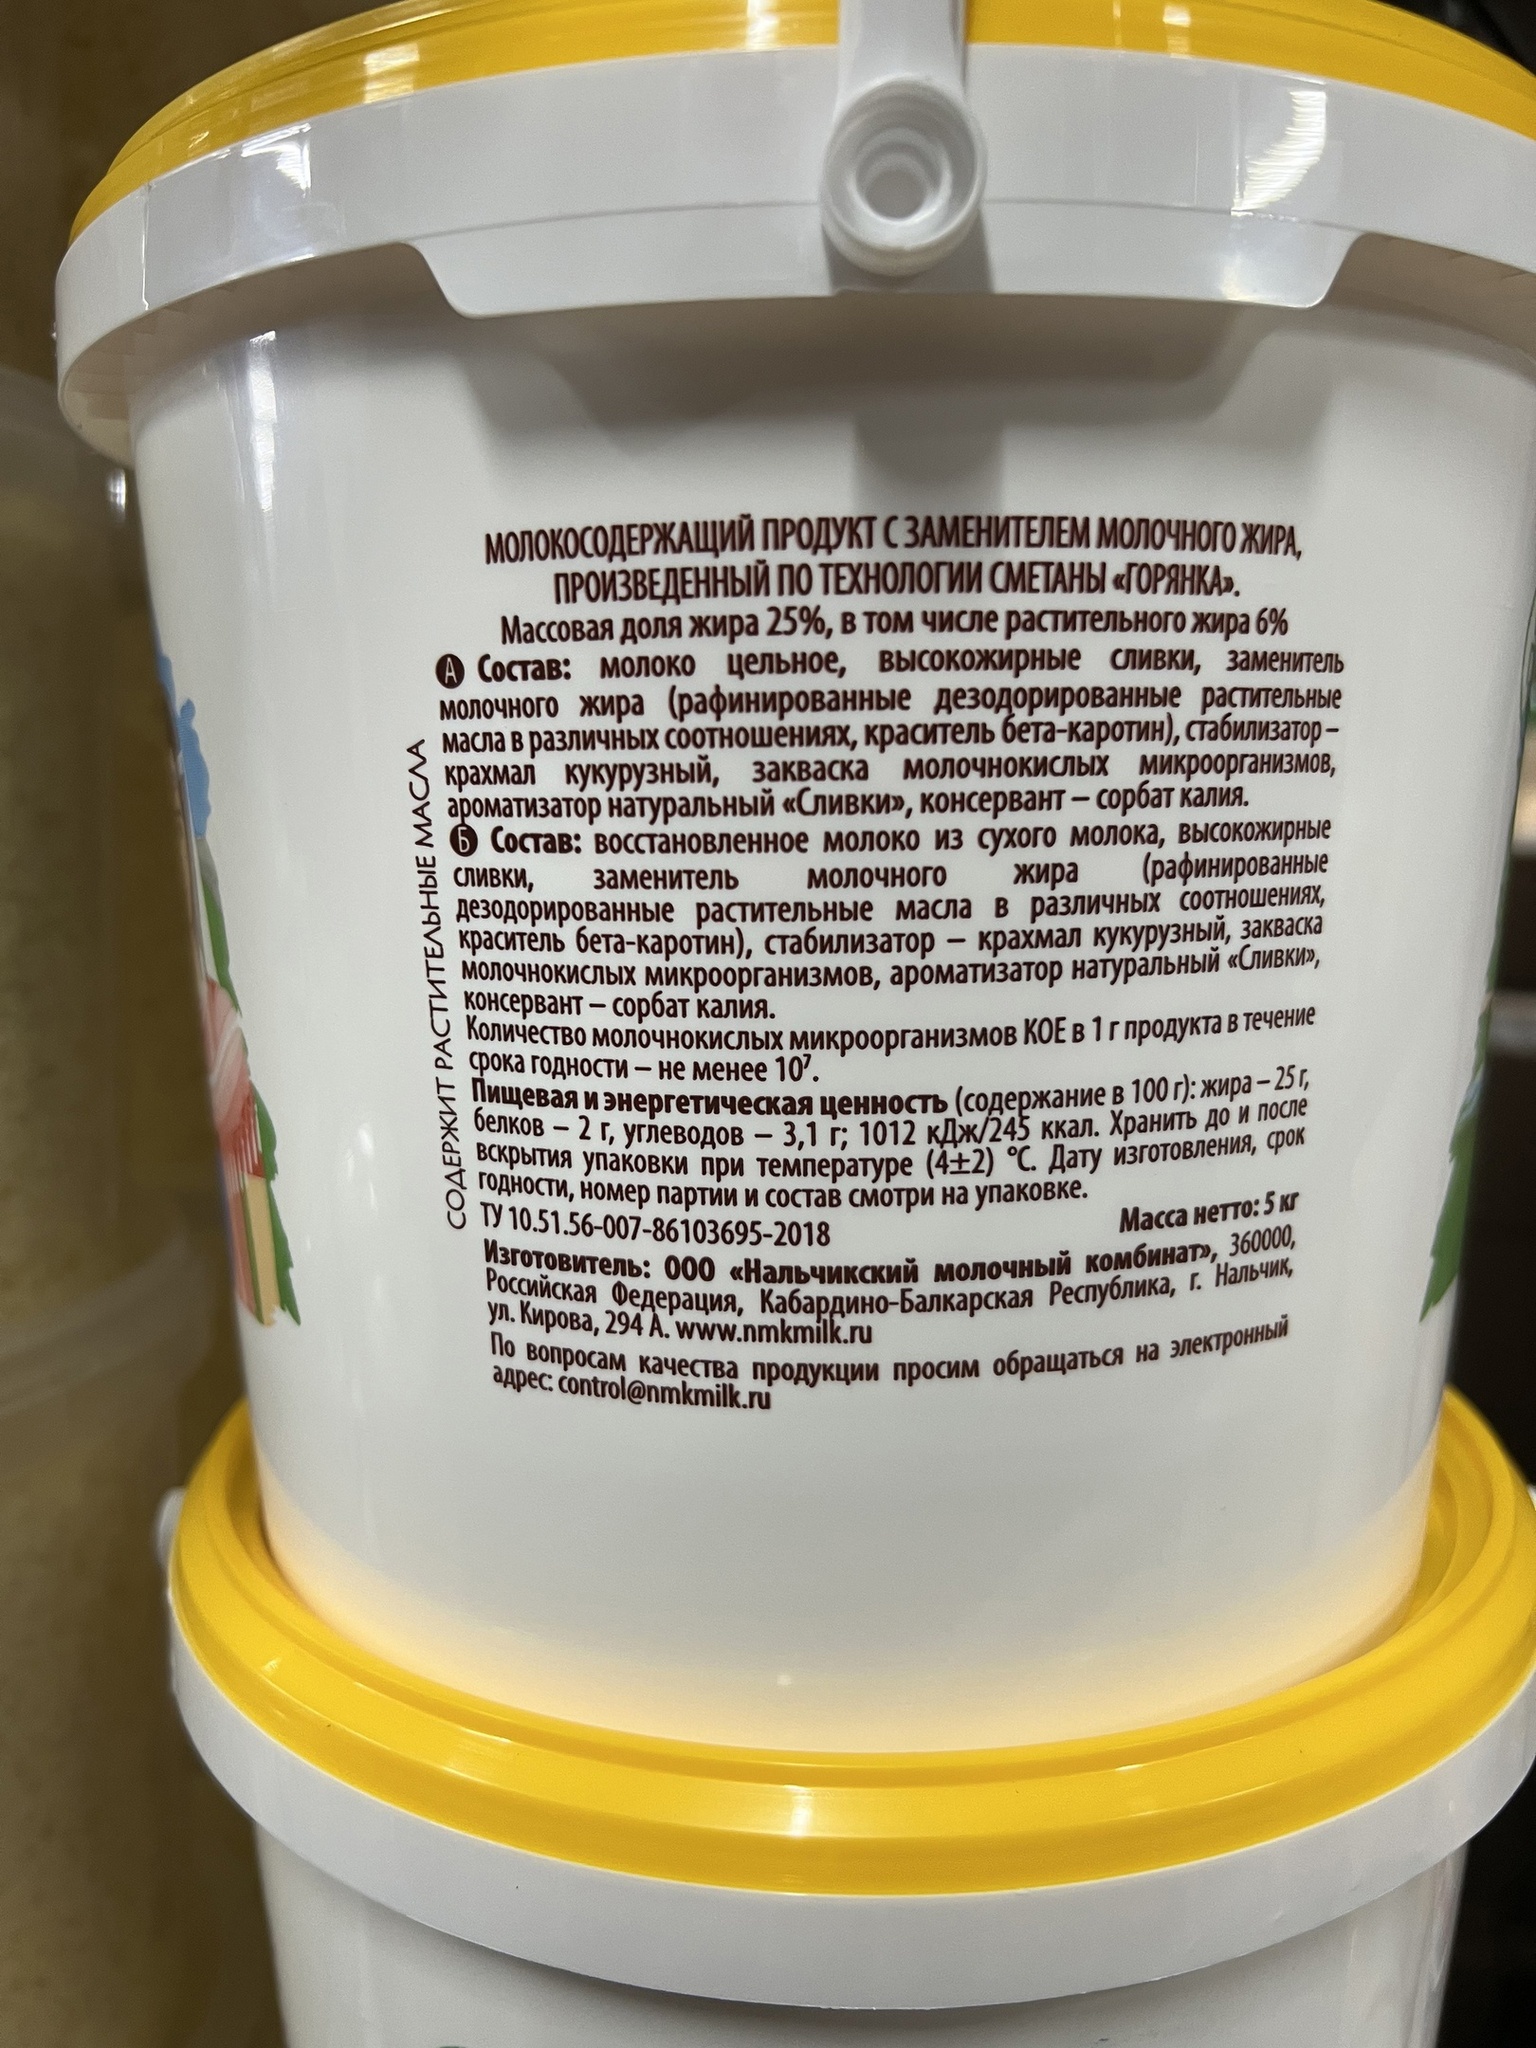 МОЛОКОСОДЕРЖАЩИЙ ПРОДУКТ С ЗАМЕНИТЕЛЕМ МОЛОЧНОГО ЖИРА,
ПРОИЗВЕДЕННЫЙ ПО ТЕХНОЛОГИИ СМЕТАНЫ «ГОРЯНКА».
Массовая доля жира 25%, в том числе растительного жира 6%
А Состав: молоко цельное, высокожирные сливки, заменитель
молочного жира (рафинированные дезодорированные растительные
масла в различных соотношениях, краситель бета-каротин), стабилизатор –
крахмал кукурузный, закваска молочнокислых микроорганизмов,
ароматизатор натуральный «Сливки», консервант – сорбат калия.
Б Состав: восстановленное молоко из сухого молока, высокожирные
сливки, заменитель молочного жира (рафинированные
дезодорированные растительные масла в различных соотношениях,
краситель бета-каротин), стабилизатор – крахмал кукурузный, закваска
молочнокислых микроорганизмов, ароматизатор натуральный «Сливки»,
консервант – сорбат калия.
Количество молочнокислых микроорганизмов КОЕ в 1 г продукта в течение
срока годности – не менее 10⁷.
Пищевая и энергетическая ценность (содержание в 100 г): жира – 25 г,
белков – 2 г, углеводов – 3,1 г; 1012 кДж/245 ккал. Хранить до и после
вскрытия упаковки при температуре (4±2) °С. Дату изготовления, срок
годности, номер партии и состав смотри на упаковке.
ТУ 10.51.56-007-86103695-2018 Масса нетто: 5 кг
Изготовитель: ООО «Нальчикский молочный комбинат», 360000,
Российская Федерация, Кабардино-Балкарская Республика, г. Нальчик,
ул. Кирова, 294 А. www.nmkmilk.ru
По вопросам качества продукции просим обращаться на электронный
адрес: control@nmkmilk.ru
СОДЕРЖИТ РАСТИТЕЛЬНЫЕ МАСЛА